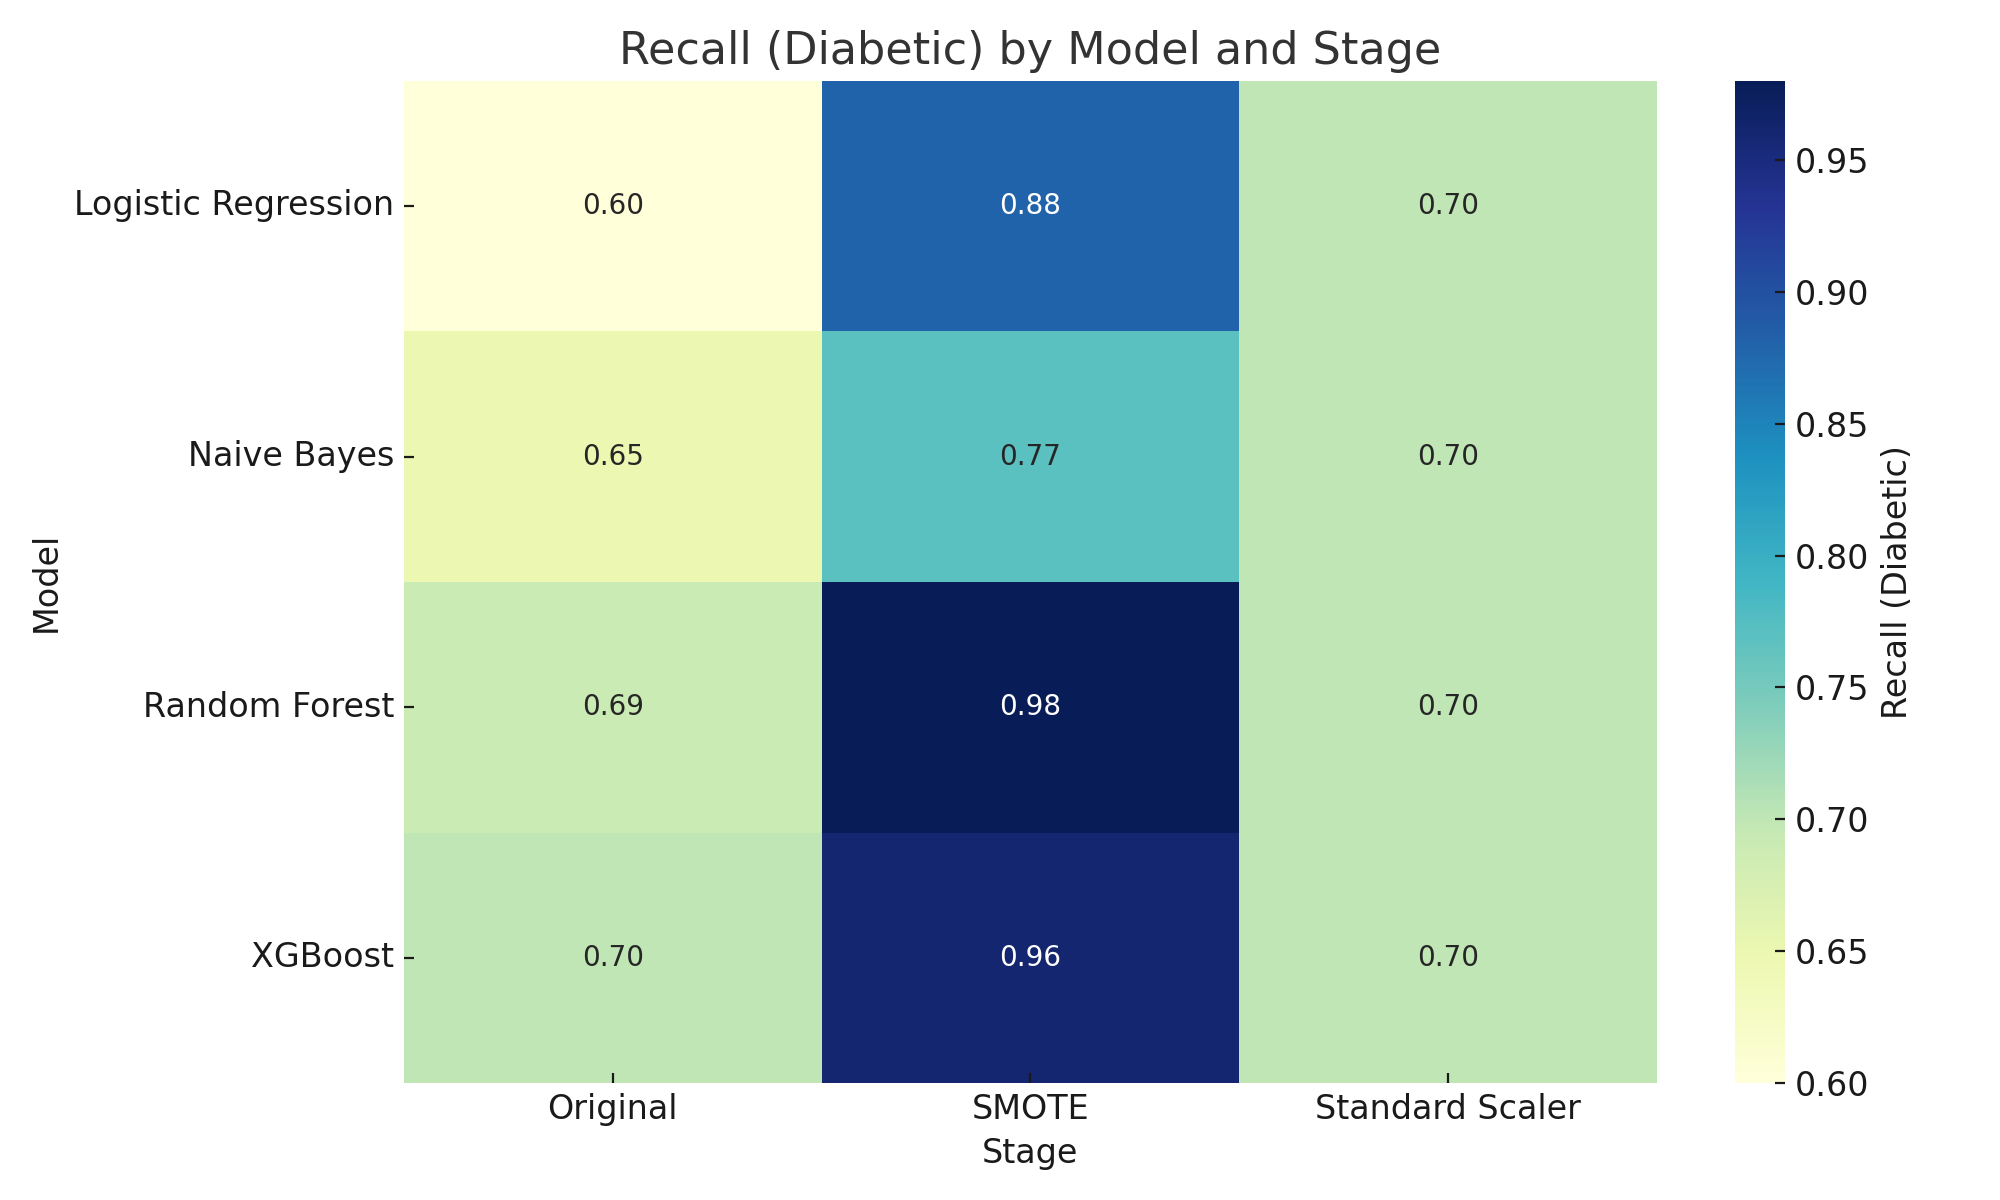 Recall (Diabetic) by Model and Stage
Model
Logistic Regression 0.60 0.88 0.70
Naive Bayes 0.65 0.77 0.70
Random Forest 0.69 0.98 0.70
XGBoost 0.70 0.96 0.70
Original SMOTE Standard Scaler
Stage
0.95
0.90
0.85
0.80
0.75
0.70
0.65
0.60
Recall (Diabetic)